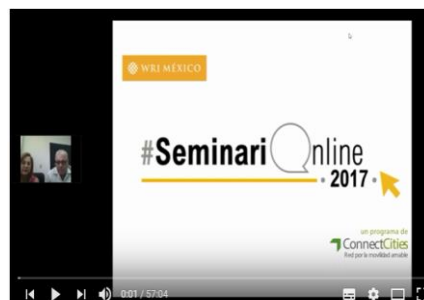 WRI MÉXICO
#SeminariOnline
· 2017 ·
un programa de
ConnectCities
Red por la movilidad amable
0:01 / 57:04